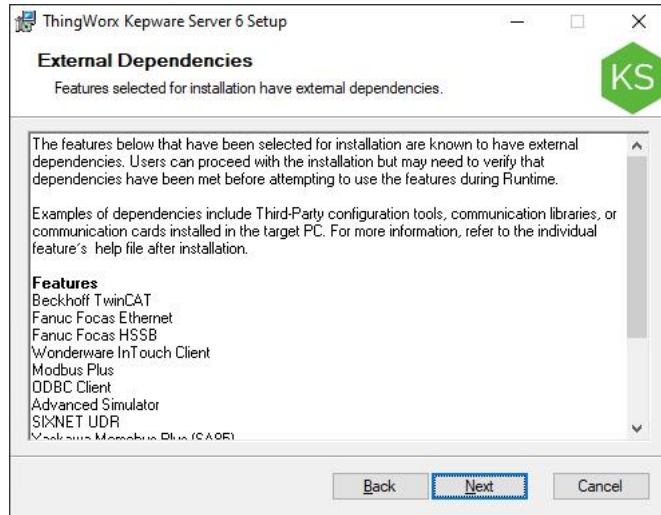 ThingWorx Kepware Server 6 Setup
External Dependencies
Features selected for installation have external dependencies.
KS
The features below that have been selected for installation are known to have external
dependencies. Users can proceed with the installation but may need to verify that
dependencies have been met before attempting to use the features during Runtime.
Examples of dependencies include Third-Party configuration tools, communication libraries, or
communication cards installed in the target PC. For more information, refer to the individual
feature's help file after installation.
Features
Beckhoff TwinCAT
Fanuc Focas Ethernet
Fanuc Focas HSSB
Wonderware InTouch Client
Modbus Plus
ODBC Client
Advanced Simulator
SIXNET UDR
Yaskawa Memobus Plus (SA85)
Back
Next
Cancel